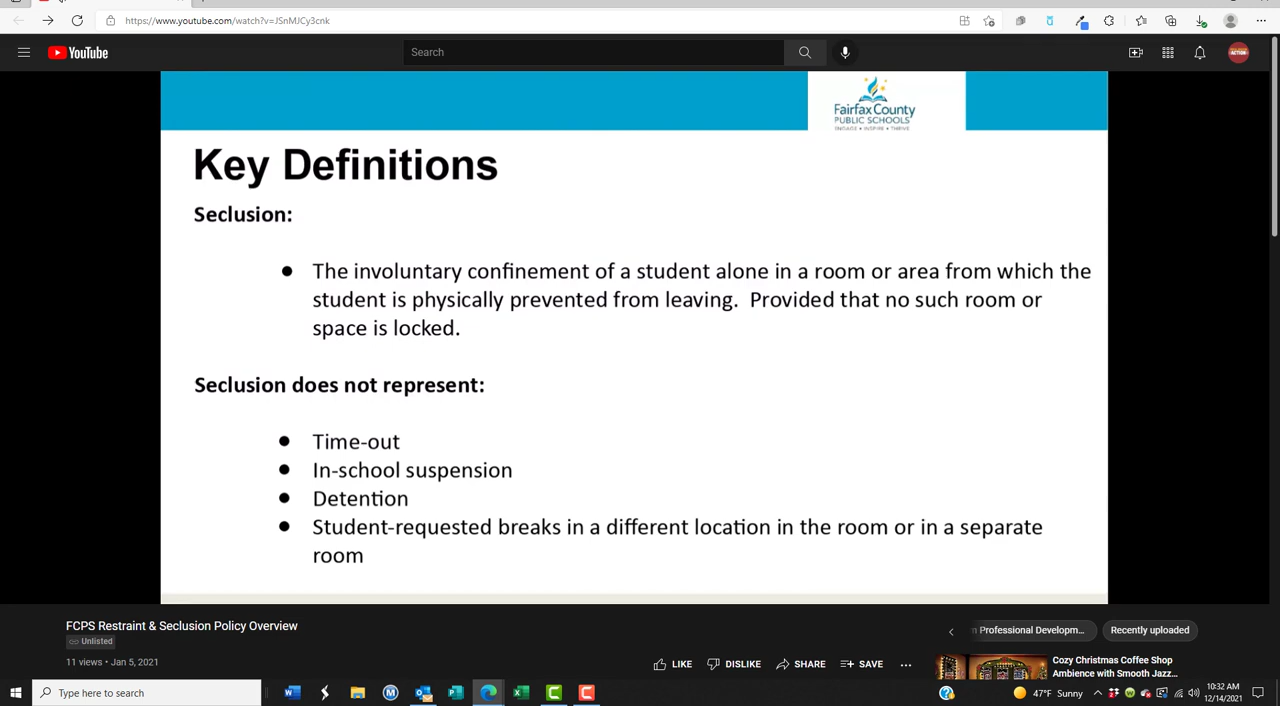 https://www.youtube.com/watch?v=JSnMJCy3cnk
YouTube
Search
Fairfax County
PUBLIC SCHOOLS
ENGAGE • INSPIRE • THRIVE
Key Definitions
Seclusion:
● The involuntary confinement of a student alone in a room or area from which the
student is physically prevented from leaving.  Provided that no such room or
space is locked.
Seclusion does not represent:
● Time-out
● In-school suspension
● Detention
● Student-requested breaks in a different location in the room or in a separate
room
FCPS Restraint & Seclusion Policy Overview
Unlisted
11 views • Jan 5, 2021
LIKE
DISLIKE
SHARE
SAVE
Professional Developm...
Recently uploaded
Cozy Christmas Coffee Shop
Ambience with Smooth Jazz...
Type here to search
47°F Sunny
10:32 AM
12/14/2021